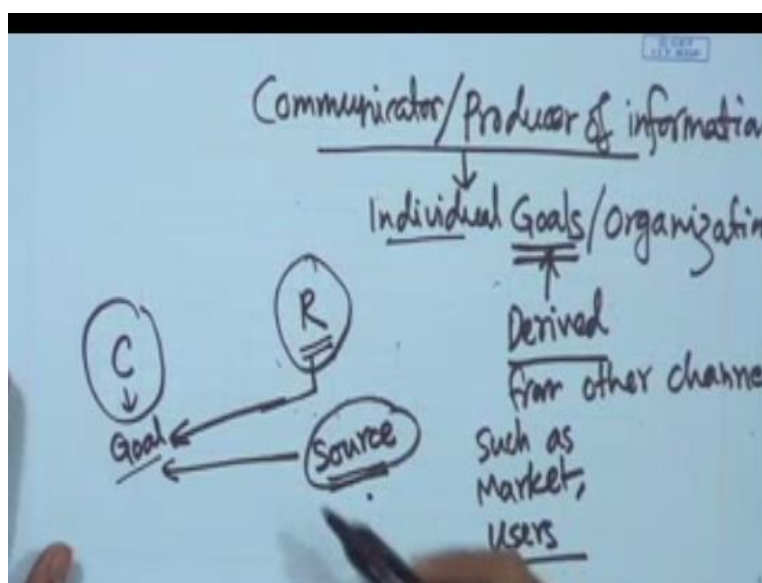 Communicator/Producer of informatio
Individual Goals/Organizatio
Derived
from other channe
such as
Market,
users
R
C
Goal
Source